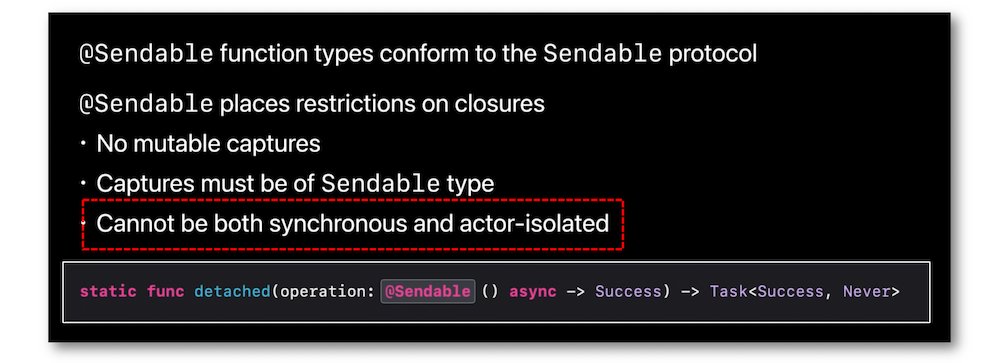 @Sendable function types conform to the Sendable protocol
@Sendable places restrictions on closures
· No mutable captures
· Captures must be of Sendable type
· Cannot be both synchronous and actor-isolated
static func detached(operation: @Sendable () async -> Success) -> Task<Success, Never>